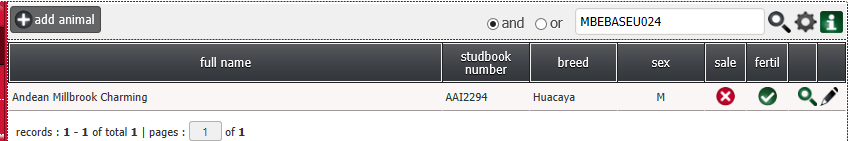 add animal and or MBEBASEU024
full name studbook number breed sex sale fertil
Andean Millbrook Charming AAI2294 Huacaya M
records : 1 - 1 of total 1 | pages : 1 of 1